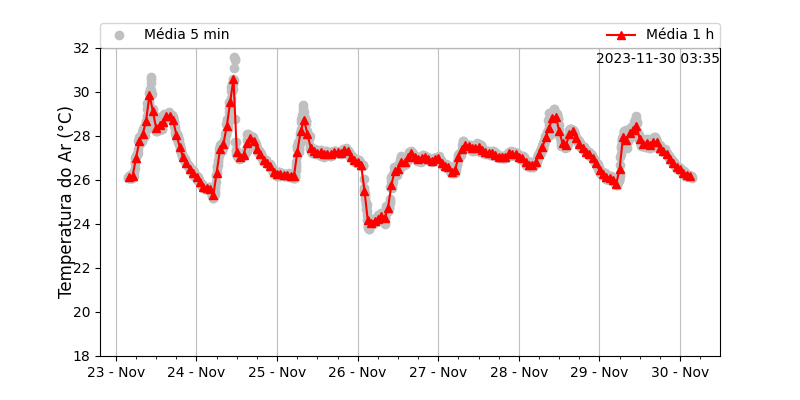 Média 5 min
Média 1 h
2023-11-30 03:35
Temperatura do Ar (°C)
32
30
28
26
24
22
20
18
23 - Nov
24 - Nov
25 - Nov
26 - Nov
27 - Nov
28 - Nov
29 - Nov
30 - Nov